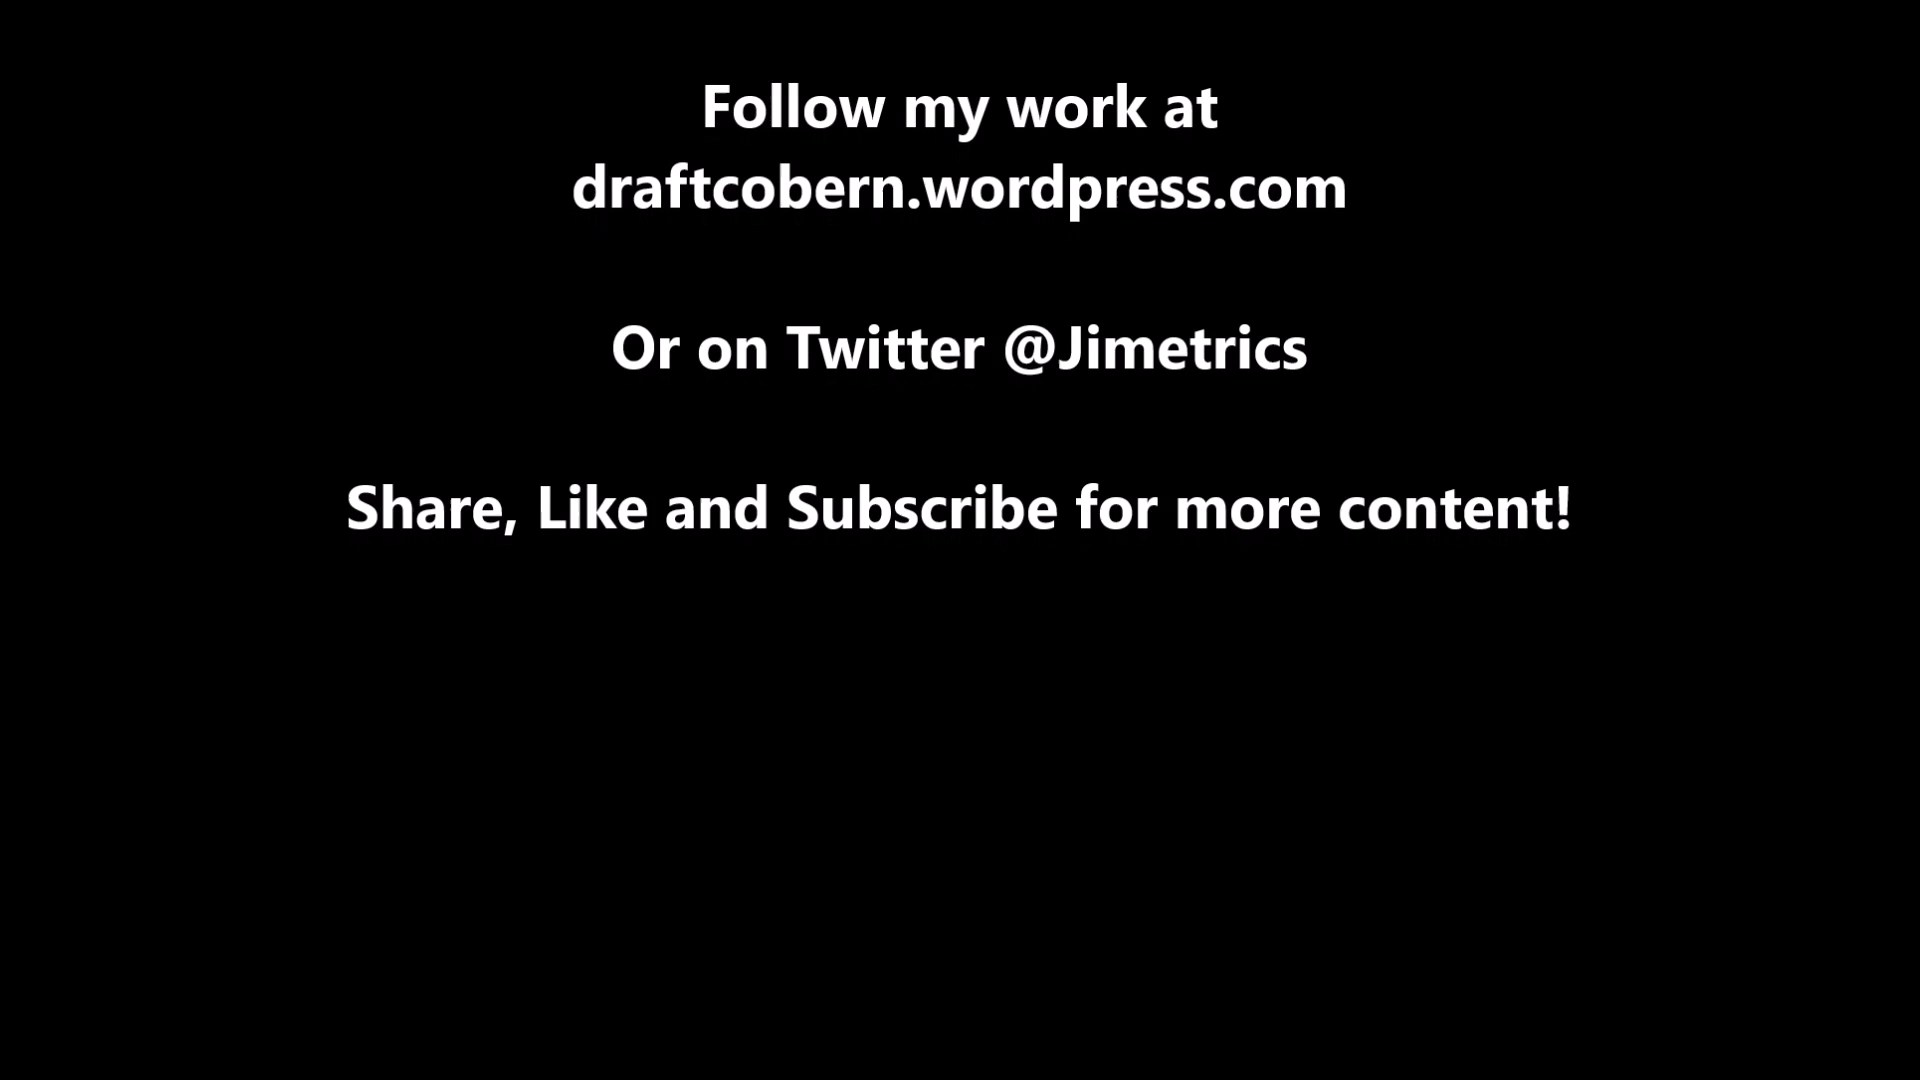 Follow my work at
draftcobern.wordpress.com
Or on Twitter @Jimetrics
Share, Like and Subscribe for more content!